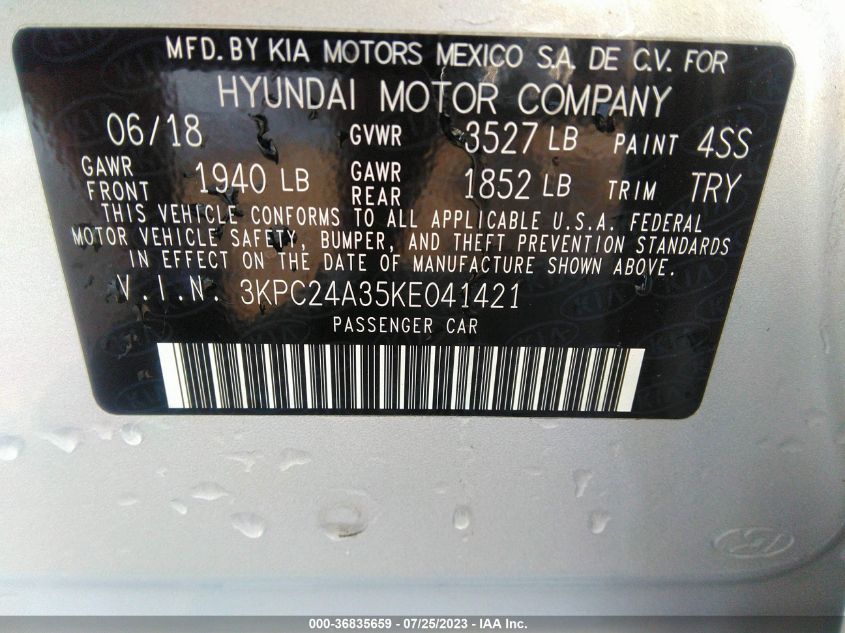 MFD. BY KIA MOTORS MEXICO S.A. DE C.V. FOR
HYUNDAI MOTOR COMPANY
06/18 GVWR 3527 LB PAINT 4SS
GAWR FRONT 1940 LB GAWR REAR 1852 LB TRIM TRY
THIS VEHICLE CONFORMS TO ALL APPLICABLE U.S.A. FEDERAL
MOTOR VEHICLE SAFETY, BUMPER, AND THEFT PREVENTION STANDARDS
IN EFFECT ON THE DATE OF MANUFACTURE SHOWN ABOVE.
V.I.N. 3KPC24A35KE041421
PASSENGER CAR
000-36835659 - 07/25/2023 - IAA Inc.